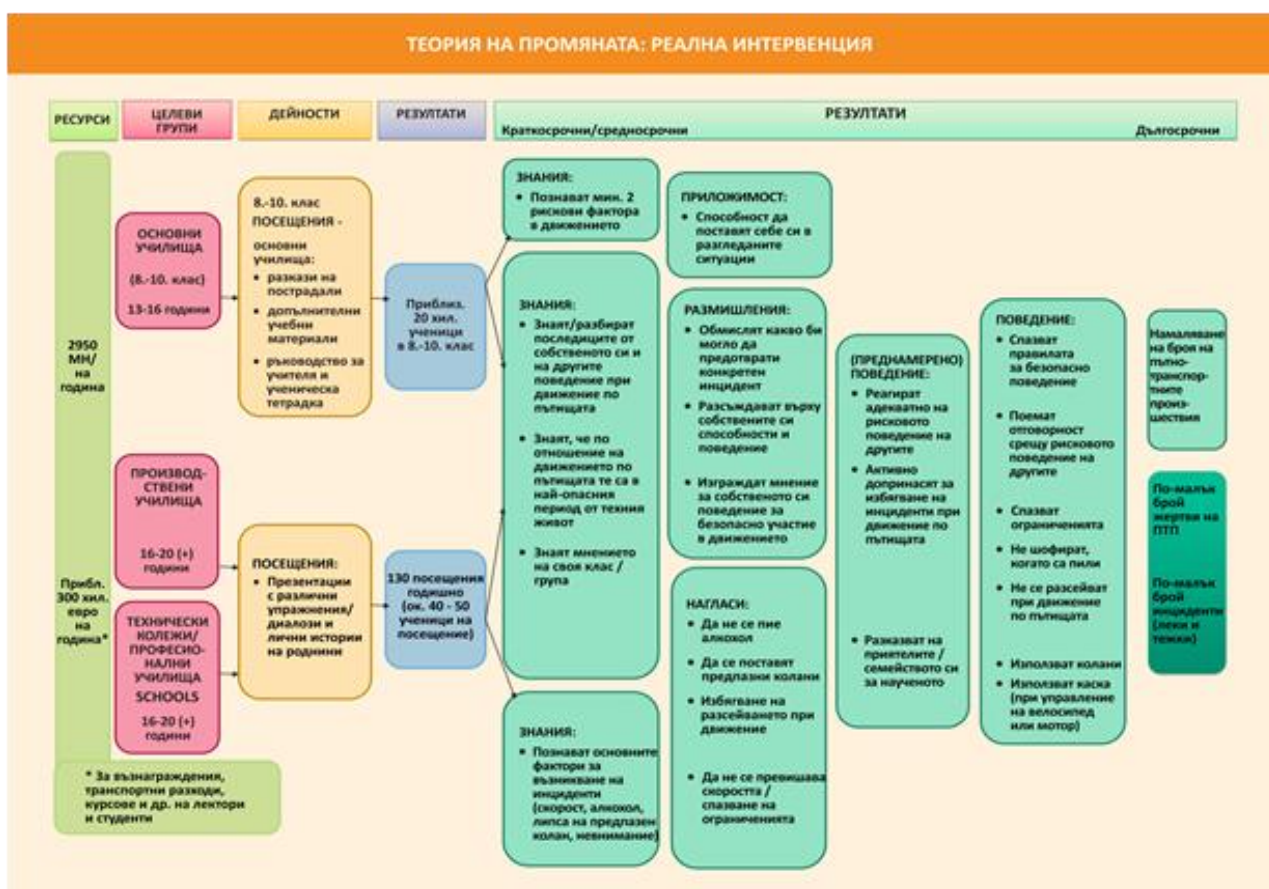 ТЕОРИЯ НА ПРОМЯНАТА: РЕАЛНА ИНТЕРВЕНЦИЯ
РЕСУРСИ
ЦЕЛЕВИ
ГРУПИ
ДЕЙНОСТИ
РЕЗУЛТАТИ
РЕЗУЛТАТИ
Краткосрочни/средносрочни
Дългосрочни
2950
МН/
на
година
Прибл.
300 хил.
евро
на
година*
* За възнаграждения,
транспортни разходи,
курсове и др. на лектори
и студенти
ОСНОВНИ
УЧИЛИЩА
(8.-10. клас)
13-16 години
ПРОИЗВОД-
СТВЕНИ
УЧИЛИЩА
16-20 (+)
години
ТЕХНИЧЕСКИ
КОЛЕЖИ/
ПРОФЕСИО-
НАЛНИ
УЧИЛИЩА
SCHOOLS
16-20 (+)
години
8.-10. клас
ПОСЕЩЕНИЯ -
основни
училища:
• разкази на
пострадали
• допълнителни
учебни
материали
• ръководство за
учителя и
ученическа
тетрадка
ПОСЕЩЕНИЯ:
• Презентации
с различни
упражнения/
диалози и
лични истории
на роднини
Приблиз.
20 хил.
ученици
в 8.-10. клас
130 посещения
годишно
(ок. 40 - 50
ученици на
посещение)
ЗНАНИЯ:
• Познават мин. 2
рискови фактора
в движението
ЗНАНИЯ:
• Знаят/разбират
последиците от
собственото си и
на другите
поведение при
движение по
пътищата
• Знаят, че по
отношение на
движението по
пътищата те са в
най-опасния
период от техния
живот
• Знаят мнението
на своя клас /
група
ЗНАНИЯ:
• Познават основните
фактори за
възникване на
инциденти
(скорост, алкохол,
липса на предпазен
колан, невнимание)
ПРИЛОЖИМОСТ:
• Способност да
поставят себе си в
разгледаните
ситуации
РАЗМИШЛЕНИЯ:
• Обмислят какво би
могло да
предотврати
конкретен
инцидент
• Разсъждават върху
собствените си
способности и
поведение
• Изграждат мнение
за собственото си
поведение за
безопасно участие
в движението
НАГЛАСИ:
• Да не се пие
алкохол
• Да се поставят
предпазни колани
• Избягване на
разсейването при
движение
• Да не се превишава
скоростта /
спазване на
ограниченията
(ПРЕДНАМЕРЕНО)
ПОВЕДЕНИЕ:
• Реагират
адекватно на
рисковото
поведение на
другите
• Активно
допринасят за
избягване на
инциденти при
движение по
пътищата
• Разказват на
приятелите /
семейството си
за наученото
ПОВЕДЕНИЕ:
• Спазват
правилата
за безопасно
поведение
• Поемат
отговорност
срещу рисковото
поведение на
другите
• Спазват
ограниченията
• Не шофират,
когато са пили
• Не се разсейват
при движение
по пътищата
• Използват колани
• Използват каска
(при управление
на велосипед
или мотор)
Намаляване
на броя на
пътно-
транспор-
тните
произ-
шествия
По-малък
брой
жертви на
ПТП
По-малък
брой
инциденти
(леки и
тежки)